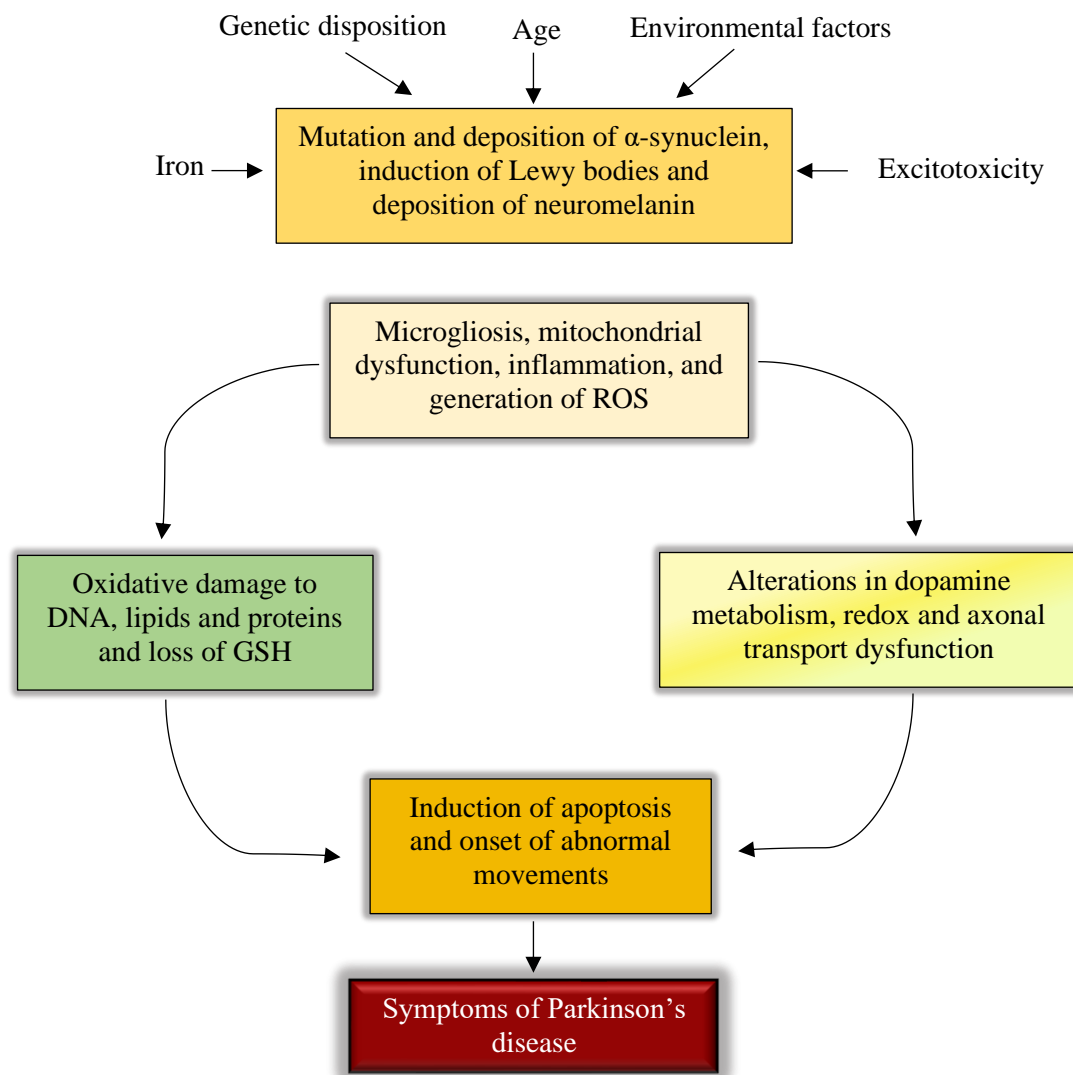 Genetic disposition
Age
Environmental factors
Iron
Mutation and deposition of α-synuclein,
induction of Lewy bodies and
deposition of neuromelanin
Excitotoxicity
Microgliosis, mitochondrial
dysfunction, inflammation, and
generation of ROS
Oxidative damage to
DNA, lipids and proteins
and loss of GSH
Alterations in dopamine
metabolism, redox and axonal
transport dysfunction
Induction of apoptosis
and onset of abnormal
movements
Symptoms of Parkinson’s
disease